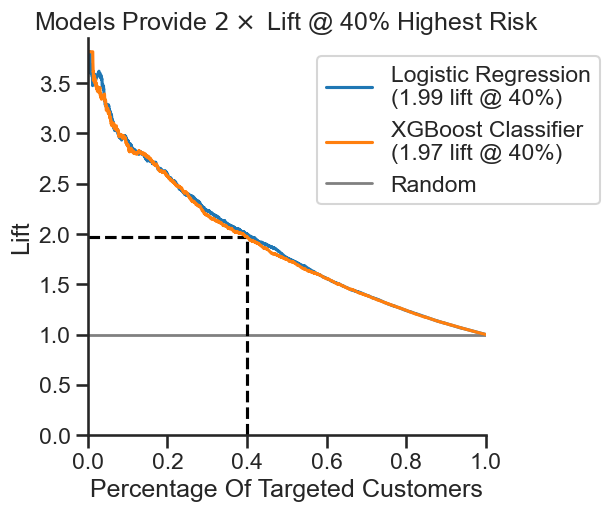 Models Provide 2 × Lift @ 40% Highest Risk
Logistic Regression
(1.99 lift @ 40%)
XGBoost Classifier
(1.97 lift @ 40%)
Random
Lift
3.5
3.0
2.5
2.0
1.5
1.0
0.5
0.0
0.0 0.2 0.4 0.6 0.8 1.0
Percentage Of Targeted Customers